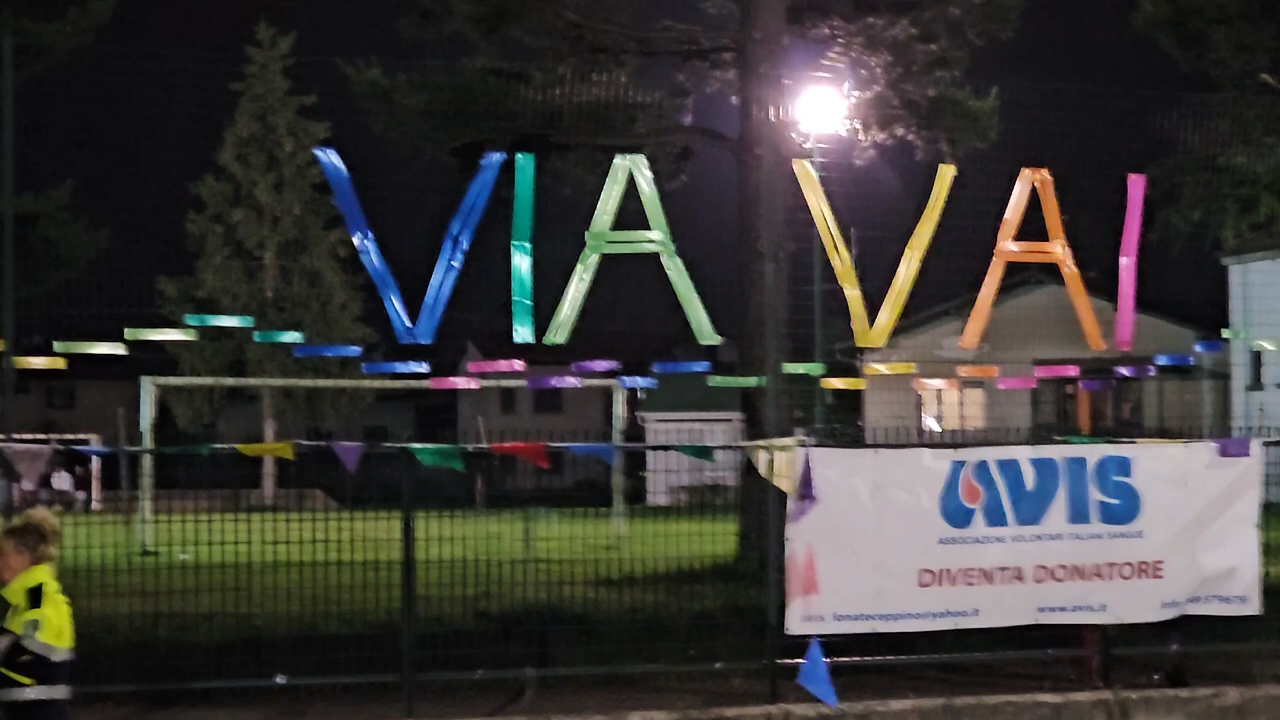 VIA VAI
AVIS
ASSOCIAZIONE VOLONTARI ITALIANI SANGUE
DIVENTA DONATORE
lonateceppino@yahoo.it www.avis.it